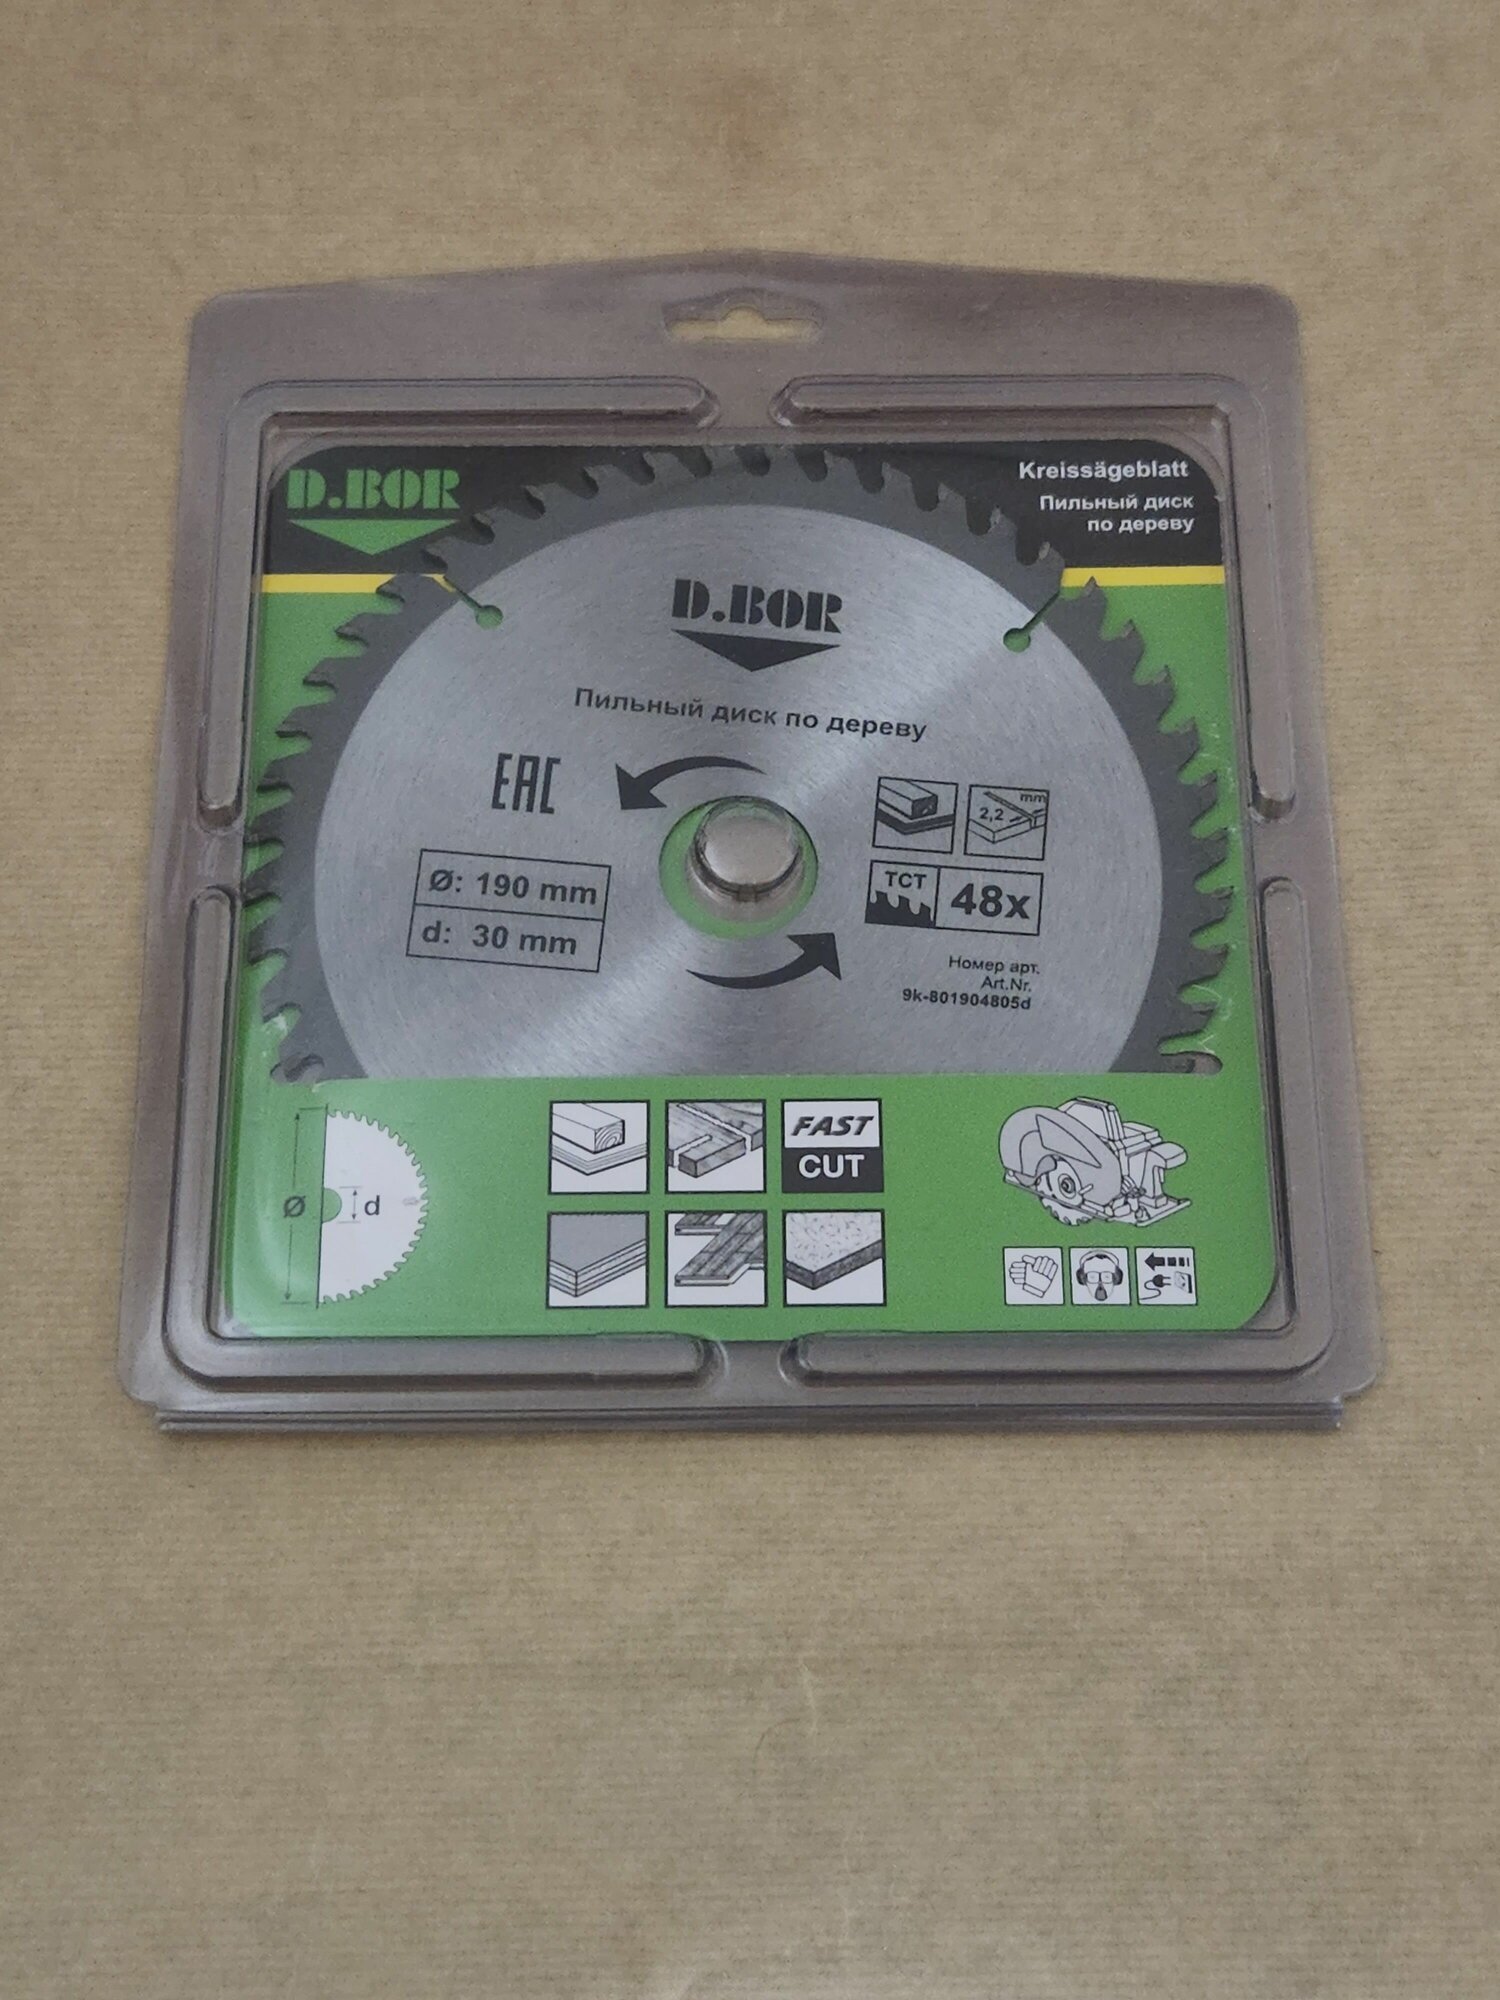 D.BOR
Kreissägeblatt
Пильный диск
по дереву
D.BOR
Пильный диск по дереву
EAC
mm
2,2
Ø: 190 mm
d: 30 mm
TCT
48x
Номер арт.
Art.Nr.
9k-801904805d
Ø
d
FAST
CUT